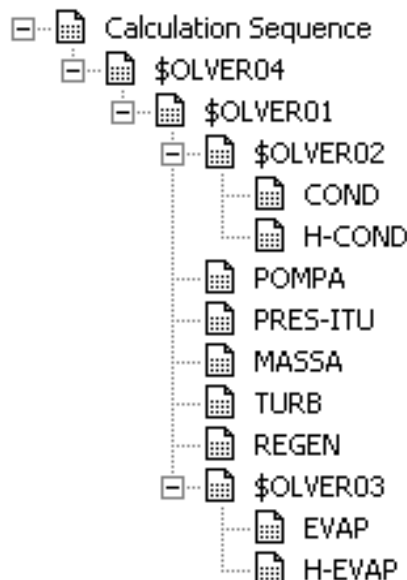 Calculation Sequence
$OLVER04
$OLVER01
$OLVER02
COND
H-COND
POMPA
PRES-ITU
MASSA
TURB
REGEN
$OLVER03
EVAP
H-EVAP